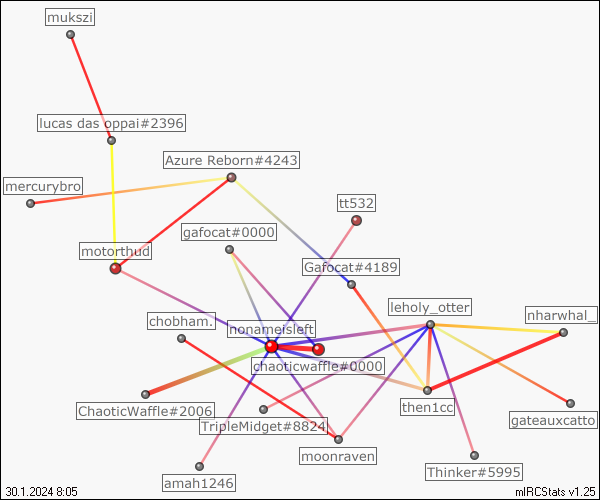 mukszi
lucas das oppai#2396
Azure Reborn#4243
mercurybro
tt532
gafocat#0000
motorthud
Gafocat#4189
leholy_otter
nharwhal_
chobham.
nonameisleft
chaoticwaffle#0000
ChaoticWaffle#2006
then1cc
TripleMidget#8824
gateauxcatto
moonraven
Thinker#5995
amah1246
30.1.2024 8:05
mIRCStats v1.25